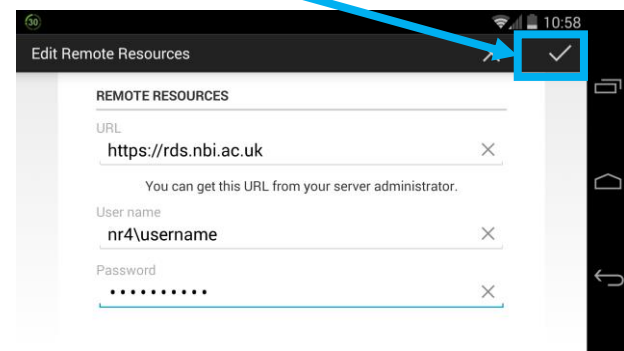 30
10:58
Edit Remote Resources
REMOTE RESOURCES
URL
https://rds.nbi.ac.uk
You can get this URL from your server administrator.
User name
nr4\username
Password
••••••••••